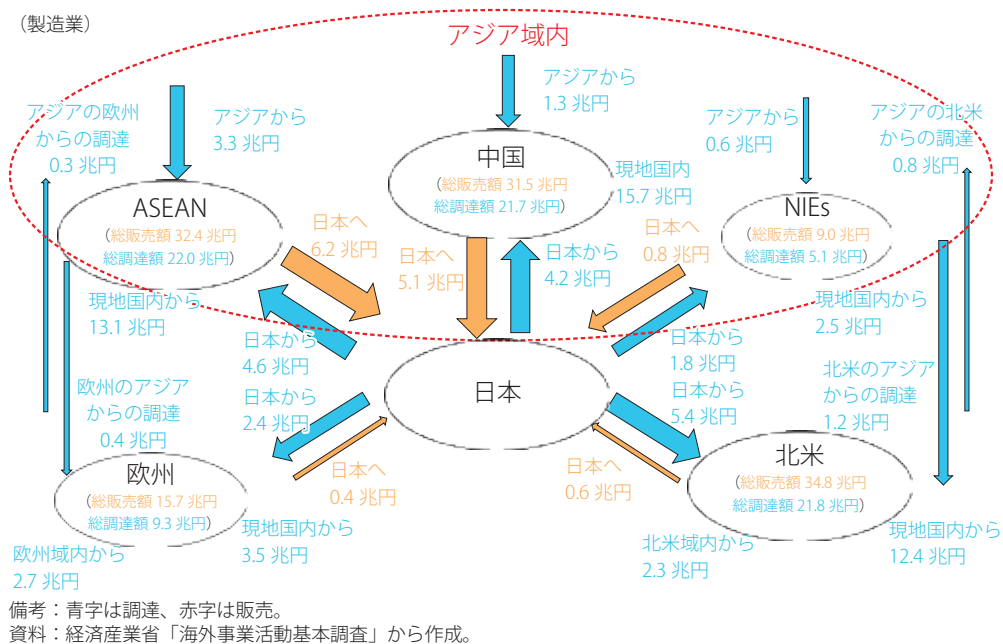 (製造業)
アジア域内
アジアの欧州
からの調達
0.3 兆円
アジアから
3.3 兆円
アジアから
1.3 兆円
アジアから
0.6 兆円
アジアの北米
からの調達
0.8 兆円
中国
(総販売額 31.5 兆円
総調達額 21.7 兆円)
現地国内
15.7 兆円
ASEAN
(総販売額 32.4 兆円
総調達額 22.0 兆円)
NIEs
(総販売額 9.0 兆円
総調達額 5.1 兆円)
日本へ
6.2 兆円
日本へ
5.1 兆円
日本から
4.2 兆円
日本へ
0.8 兆円
現地国内から
13.1 兆円
現地国内から
2.5 兆円
日本から
4.6 兆円
日本から
1.8 兆円
日本
欧州のアジア
からの調達
0.4 兆円
日本から
2.4 兆円
日本から
5.4 兆円
北米のアジア
からの調達
1.2 兆円
欧州
(総販売額 15.7 兆円
総調達額 9.3 兆円)
日本へ
0.4 兆円
日本へ
0.6 兆円
北米
(総販売額 34.8 兆円
総調達額 21.8 兆円)
欧州域内から
2.7 兆円
現地国内から
3.5 兆円
北米域内から
2.3 兆円
現地国内から
12.4 兆円
備考：青字は調達、赤字は販売。
資料：経済産業省「海外事業活動基本調査」から作成。